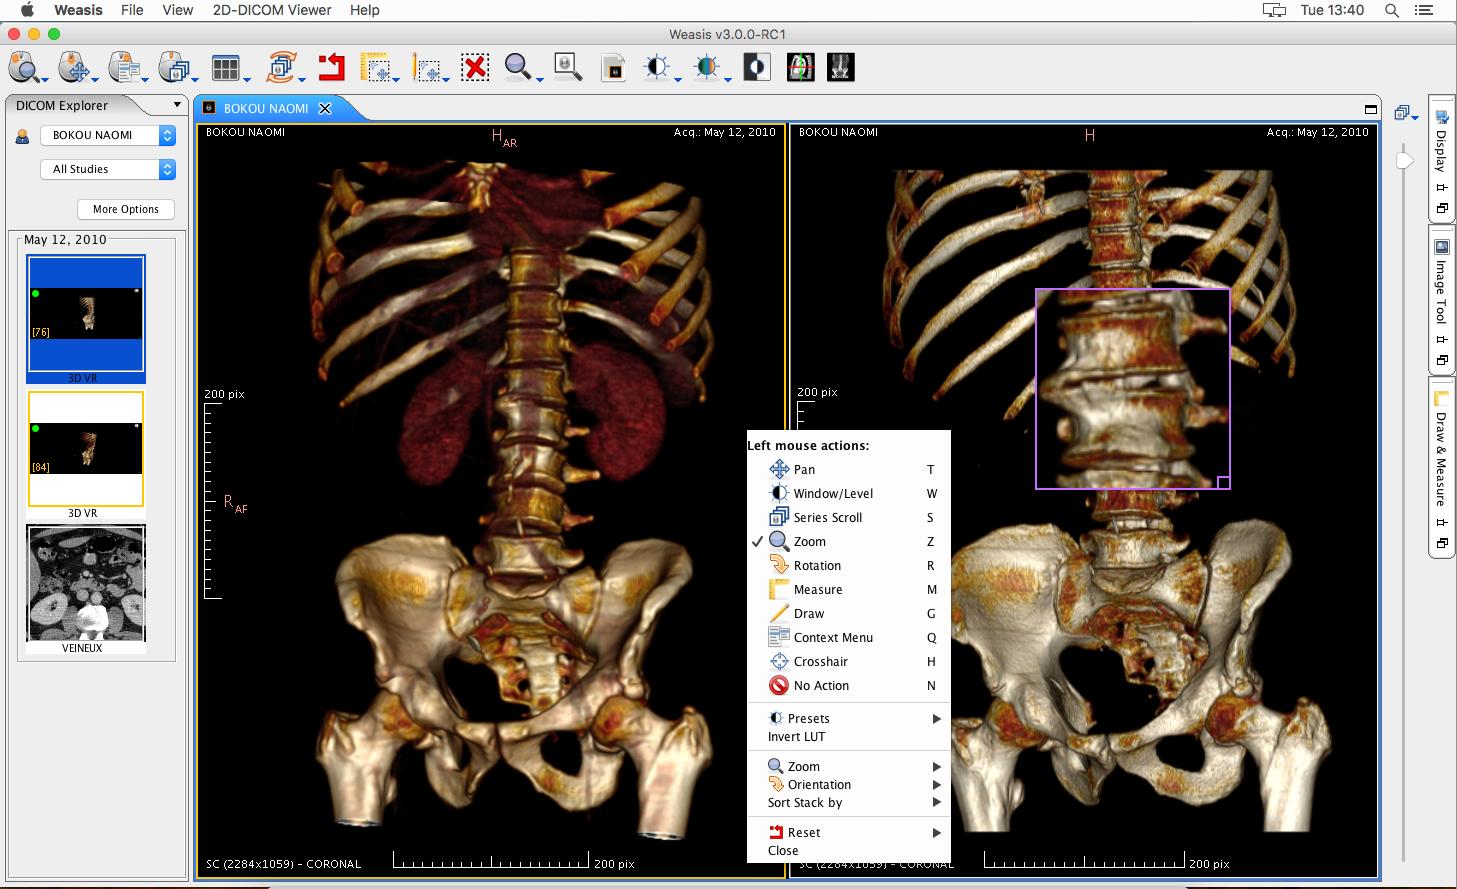 Weasis File View 2D-DICOM Viewer Help Tue 13:40
Weasis v3.0.0-RC1
DICOM Explorer
BOKOU NAOMI
All Studies
More Options
May 12, 2010
[76]
3D VR
[84]
3D VR
VEINEUX
BOKOU NAOMI
BOKOU NAOMI
H
AR
Acq.: May 12, 2010
200 pix
R
AF
SC (2284x1059) - CORONAL
200 pix
BOKOU NAOMI
H
Acq.: May 12, 2010
200 pix
SC (2284x1059) - CORONAL
200 pix
Left mouse actions:
Pan T
Window/Level W
Series Scroll S
Zoom Z
Rotation R
Measure M
Draw G
Context Menu Q
Crosshair H
No Action N
Presets
Invert LUT
Zoom
Orientation
Sort Stack by
Reset
Close
Display
Image Tool
Draw & Measure